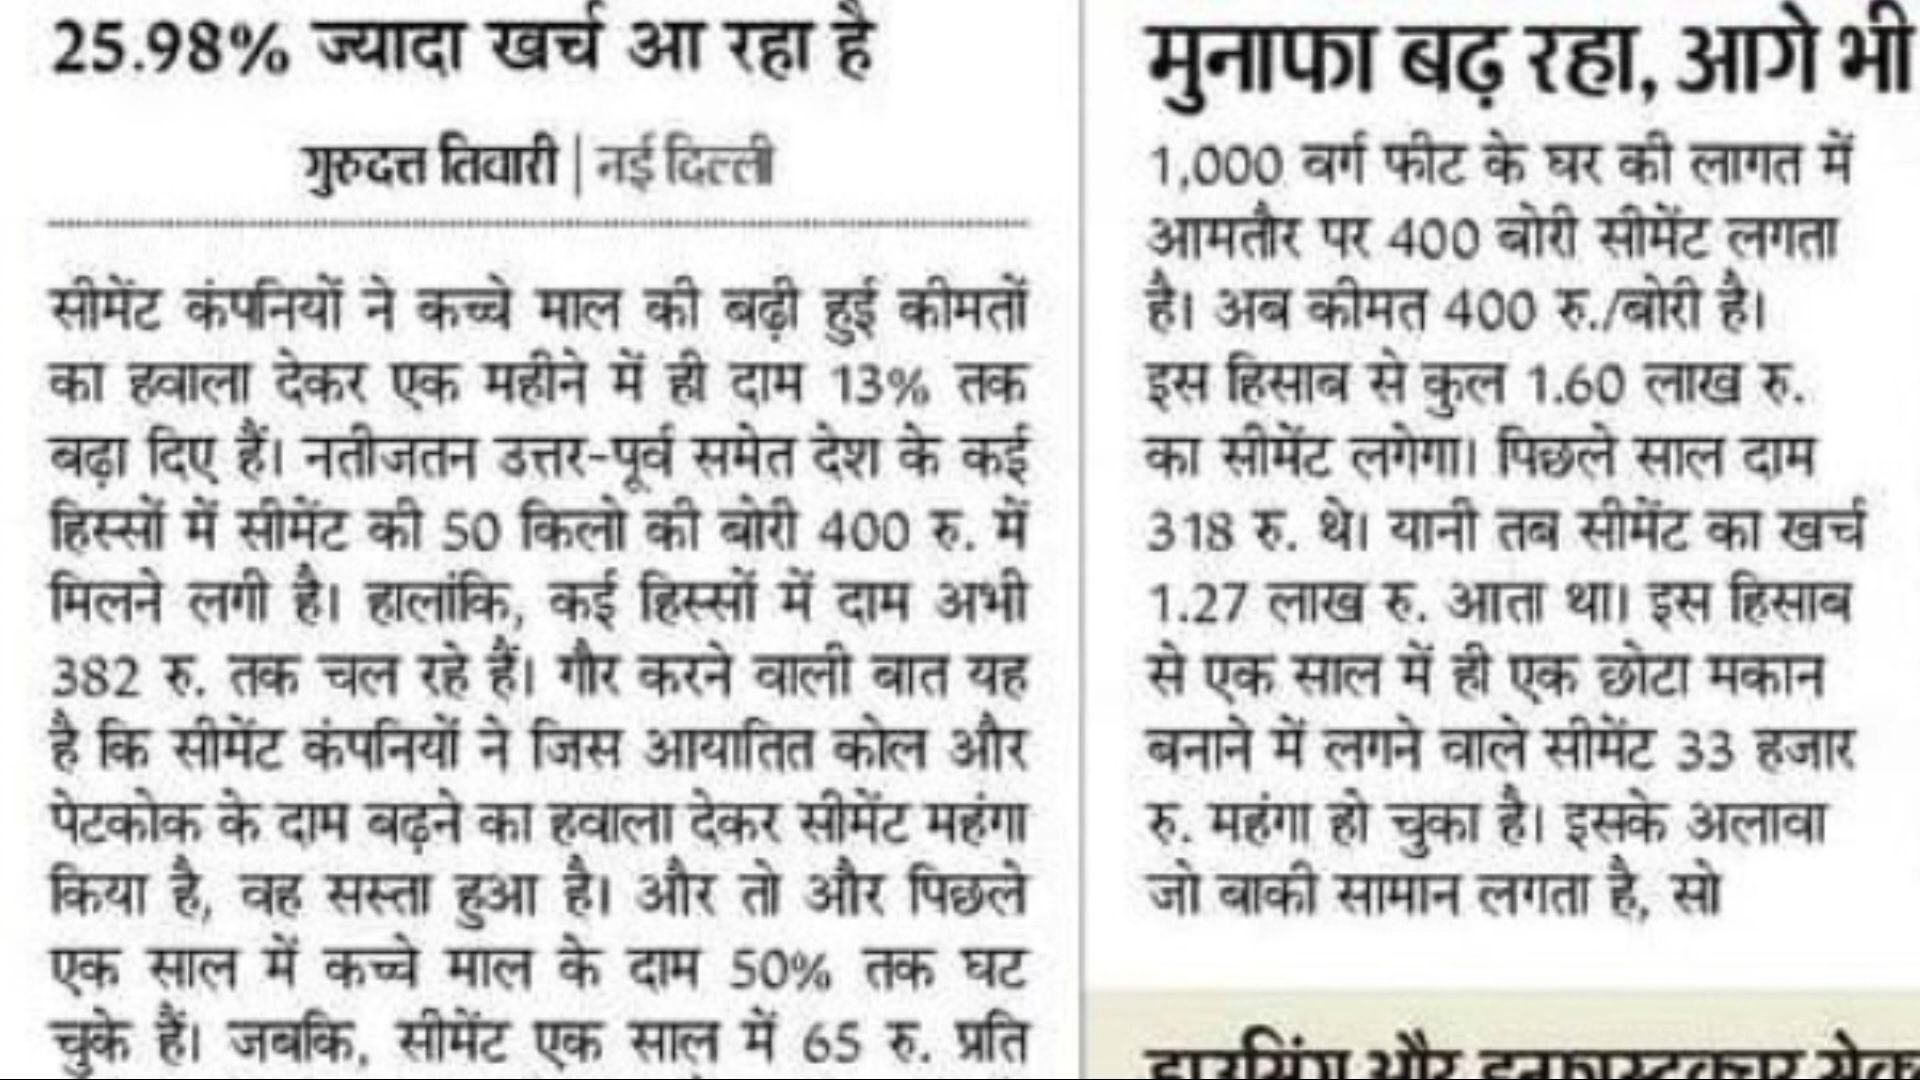 25.98% ज्यादा खर्च आ रहा है
गुरुदत्त तिवारी | नई दिल्ली
सीमेंट कंपनियों ने कच्चे माल की बढ़ी हुई कीमतों
का हवाला देकर एक महीने में ही दाम 13% तक
बढ़ा दिए हैं। नतीजतन उत्तर-पूर्व समेत देश के कई
हिस्सों में सीमेंट की 50 किलो की बोरी 400 रु. में
मिलने लगी है। हालांकि, कई हिस्सों में दाम अभी
382 रु. तक चल रहे हैं। गौर करने वाली बात यह
है कि सीमेंट कंपनियों ने जिस आयातित कोल और
पेटकोक के दाम बढ़ने का हवाला देकर सीमेंट महंगा
किया है, वह सस्ता हुआ है। और तो और पिछले
एक साल में कच्चे माल के दाम 50% तक घट
चुके हैं। जबकि, सीमेंट एक साल में 65 रु. प्रति
मुनाफा बढ़ रहा, आगे भी
1,000 वर्ग फीट के घर की लागत में
आमतौर पर 400 बोरी सीमेंट लगता
है। अब कीमत 400 रु./बोरी है।
इस हिसाब से कुल 1.60 लाख रु.
का सीमेंट लगेगा। पिछले साल दाम
318 रु. थे। यानी तब सीमेंट का खर्च
1.27 लाख रु. आता था। इस हिसाब
से एक साल में ही एक छोटा मकान
बनाने में लगने वाले सीमेंट 33 हजार
रु. महंगा हो चुका है। इसके अलावा
जो बाकी सामान लगता है, सो
हाउसिंग और इन्फ्रास्ट्रक्चर